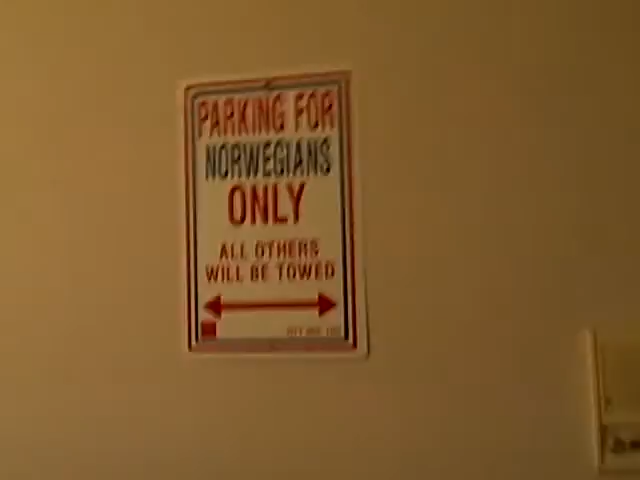 PARKING FOR
NORWEGIANS
ONLY
ALL OTHERS
WILL BE TOWED